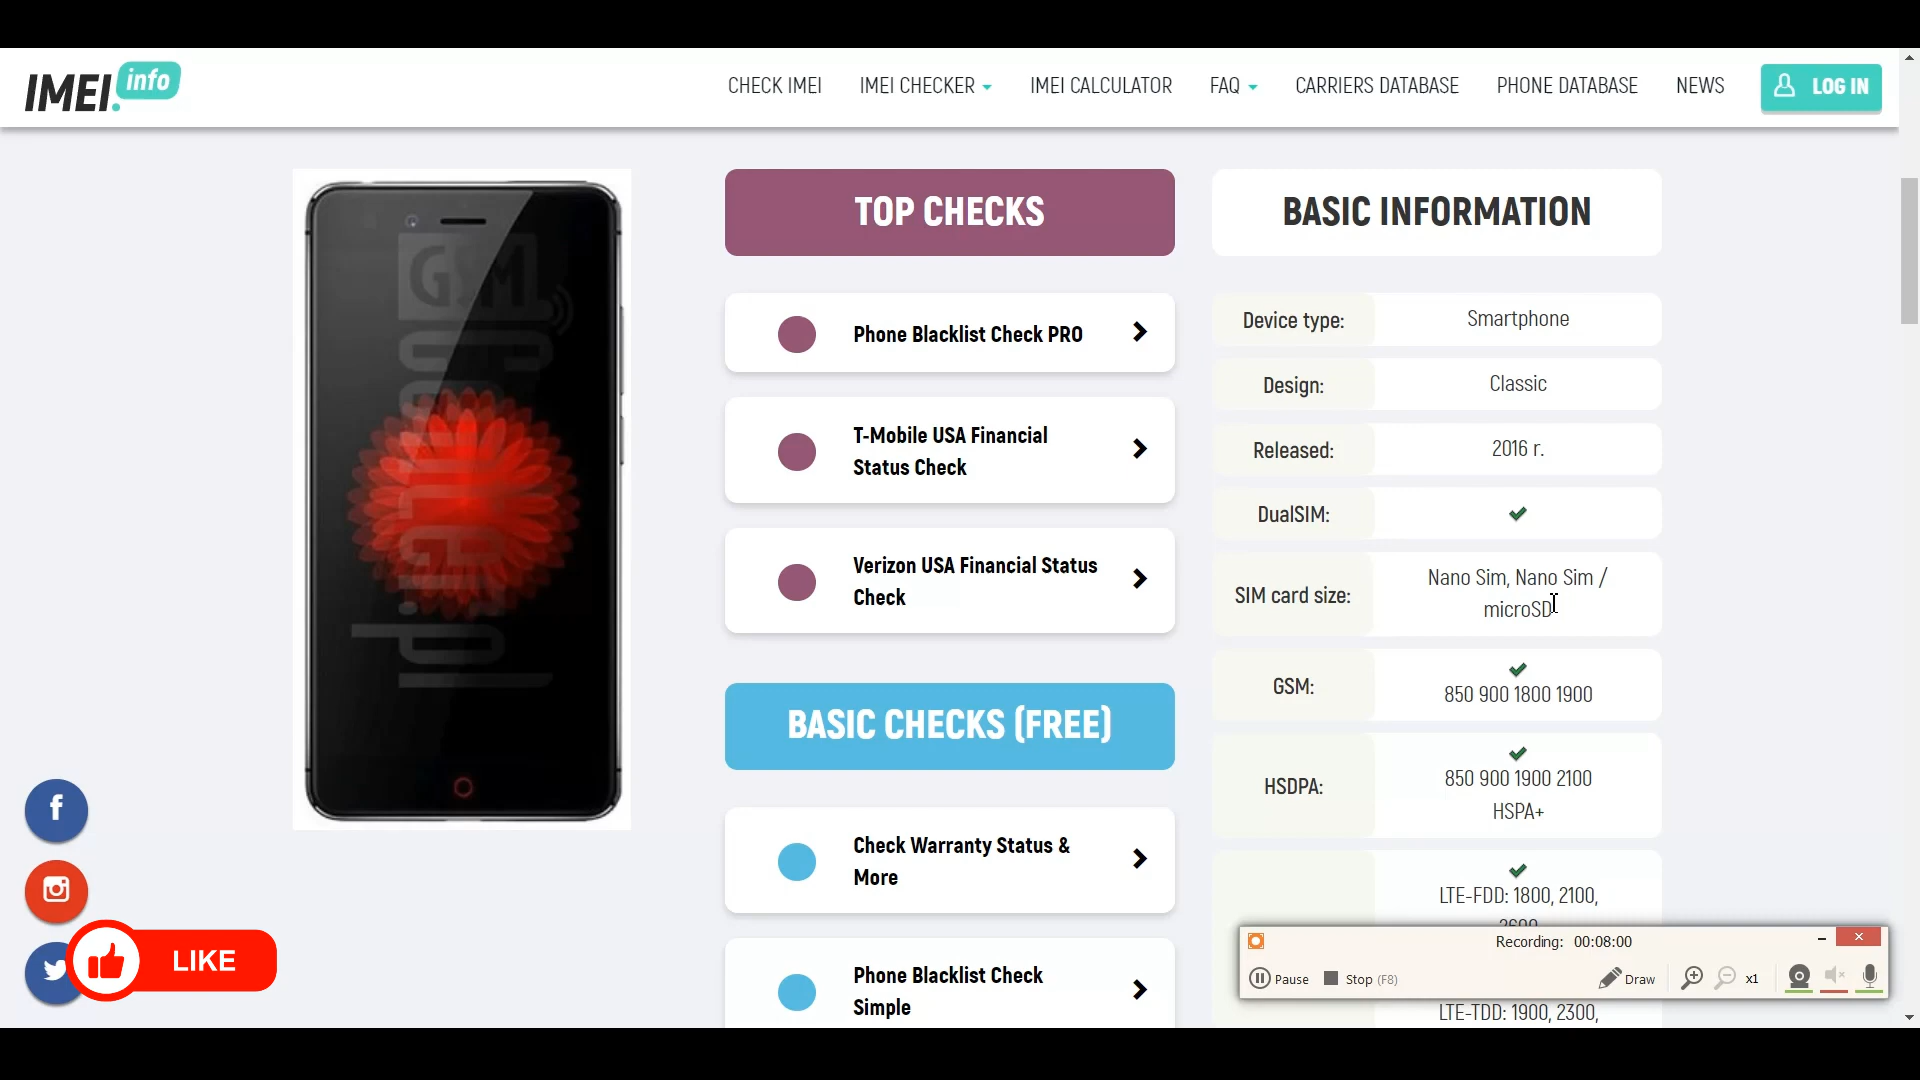 IMEI.info
CHECK IMEI
IMEI CHECKER
IMEI CALCULATOR
FAQ
CARRIERS DATABASE
PHONE DATABASE
NEWS
LOG IN
GSM
Gfmiler.pl
TOP CHECKS
Phone Blacklist Check PRO
T-Mobile USA Financial
Status Check
Verizon USA Financial Status
Check
BASIC CHECKS (FREE)
Check Warranty Status &
More
Phone Blacklist Check
Simple
BASIC INFORMATION
Device type:
Smartphone
Design:
Classic
Released:
2016 r.
DualSIM:
SIM card size:
Nano Sim, Nano Sim /
microSD
GSM:
850 900 1800 1900
HSDPA:
850 900 1900 2100
HSPA+
LTE-FDD: 1800, 2100,
2600
LTE-TDD: 1900, 2300,
LIKE
Recording: 00:08:00
Pause
Stop (F8)
Draw
x1